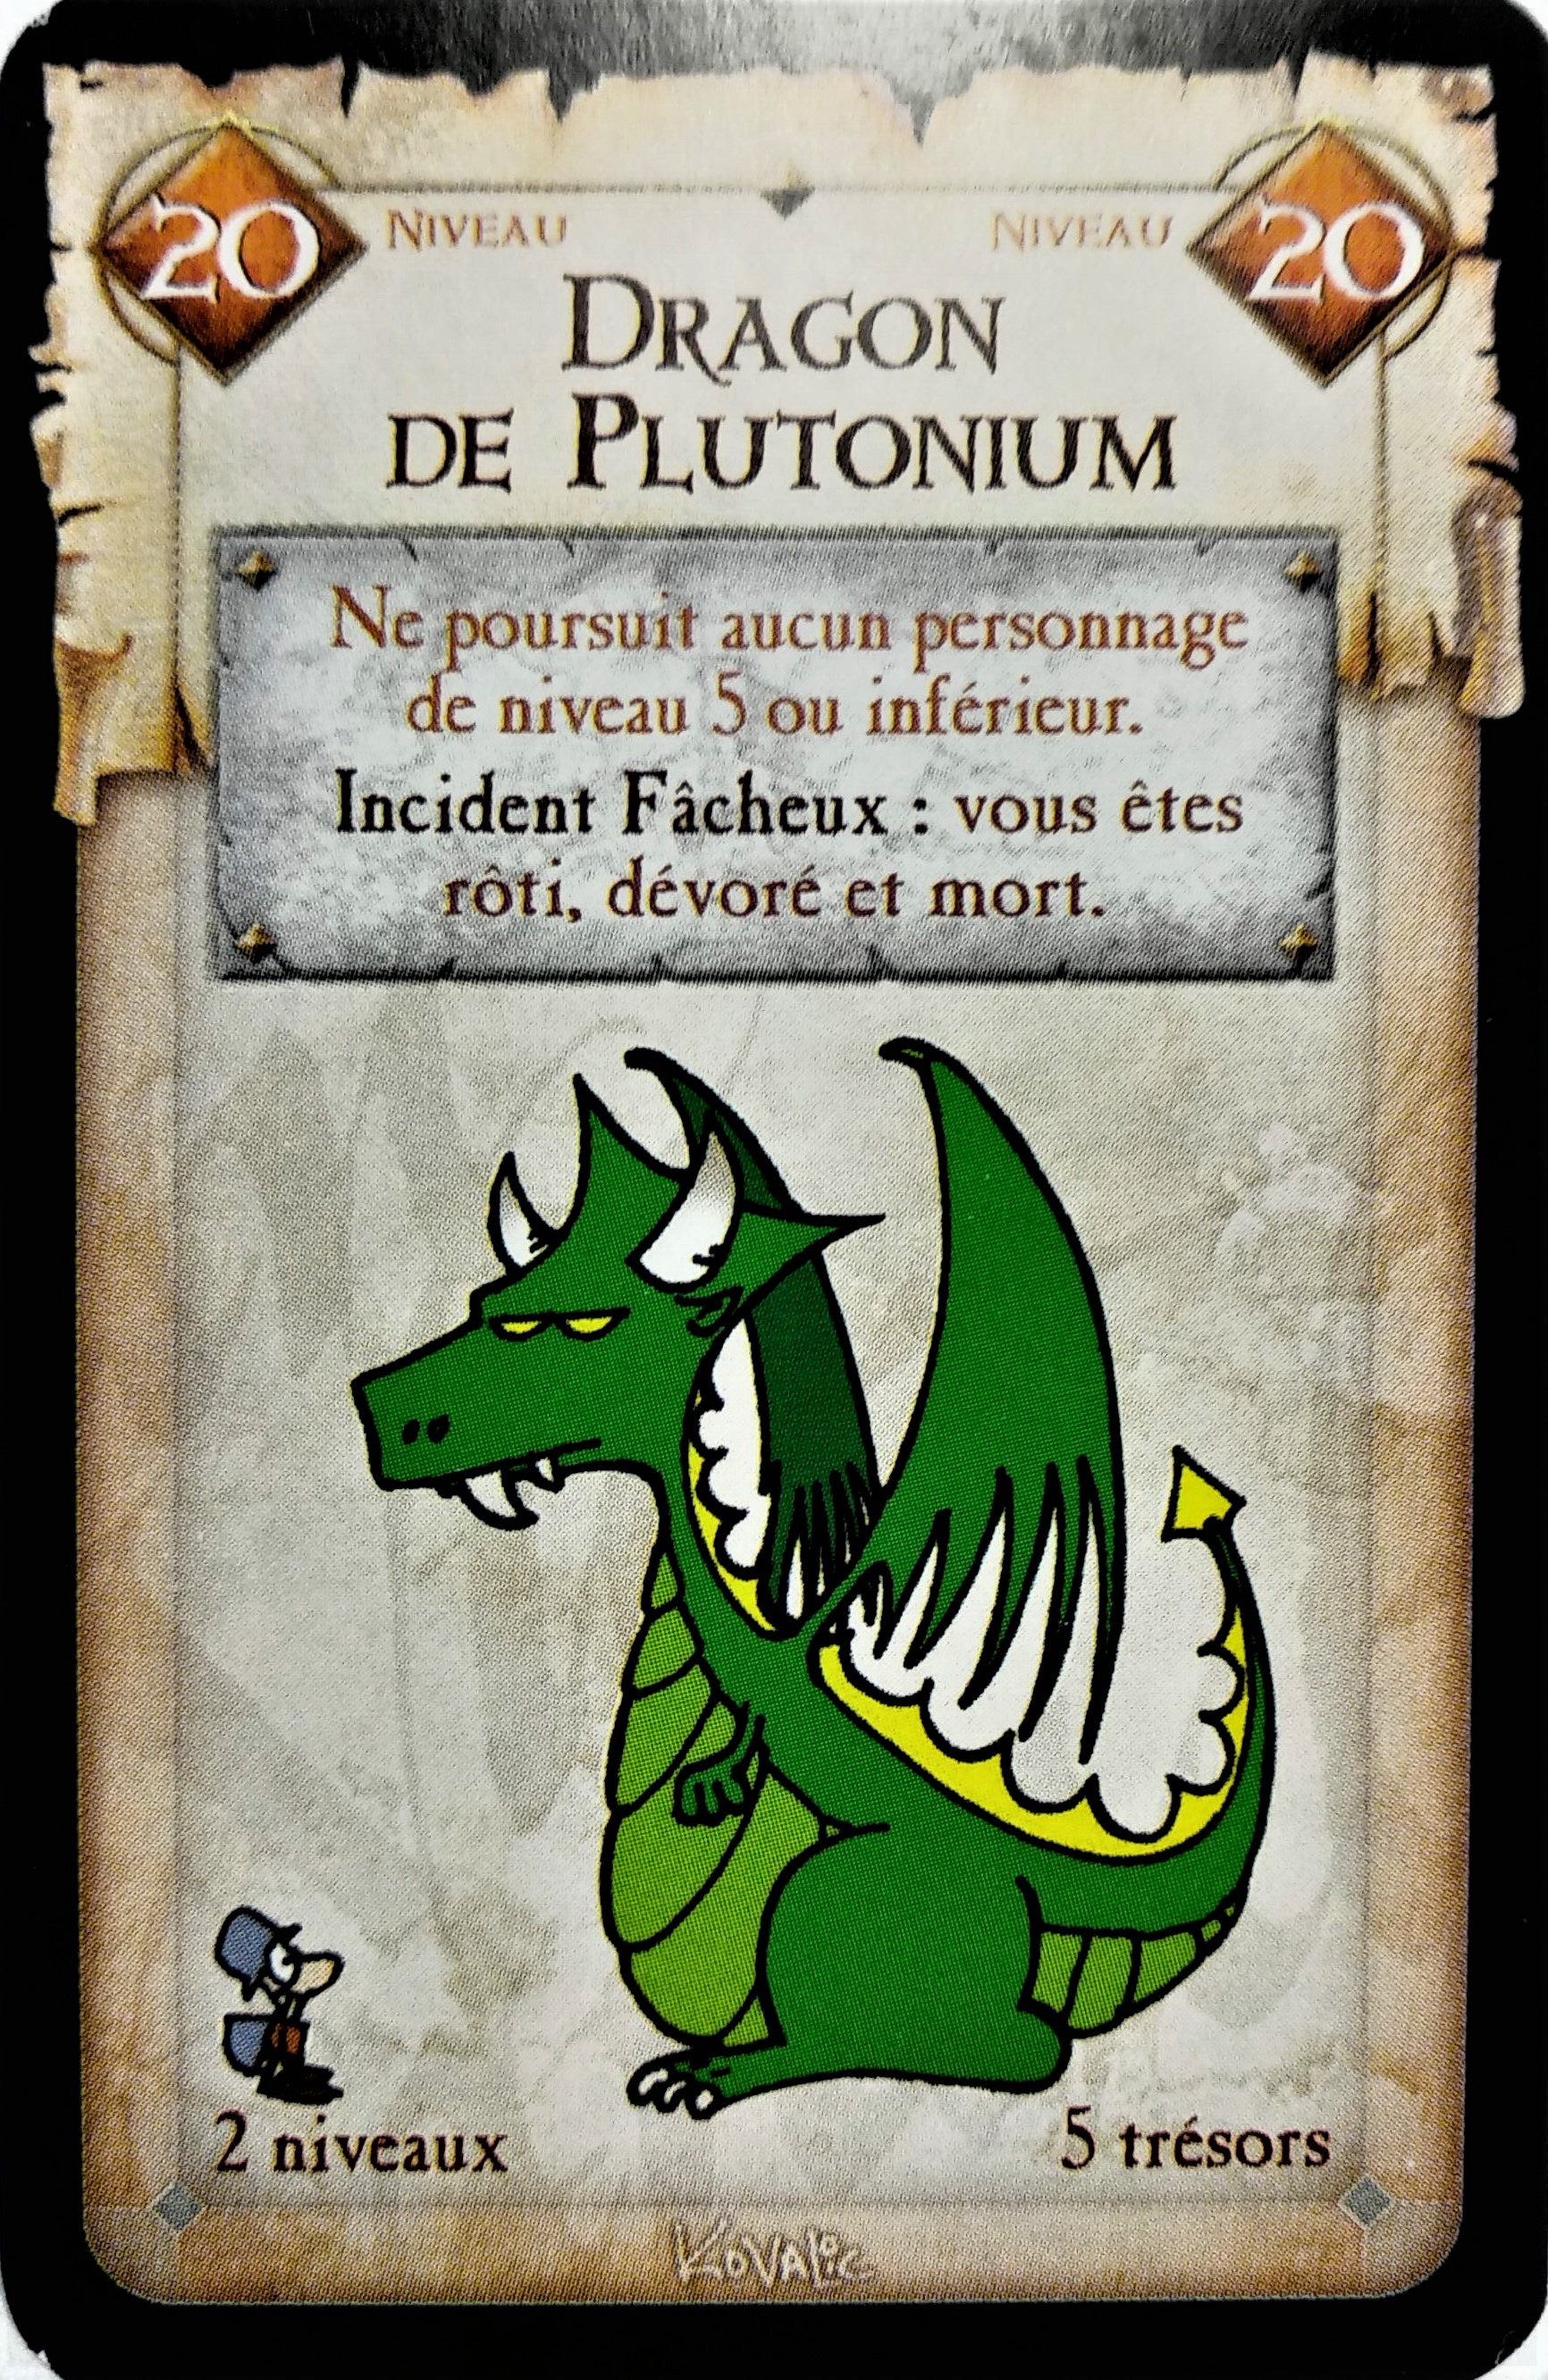 20 Niveau Niveau 20
Dragon
de Plutonium
Ne poursuit aucun personnage
de niveau 5 ou inférieur.
Incident Fâcheux : vous êtes
rôti, dévoré et mort.
2 niveaux 5 trésors
Kovalic